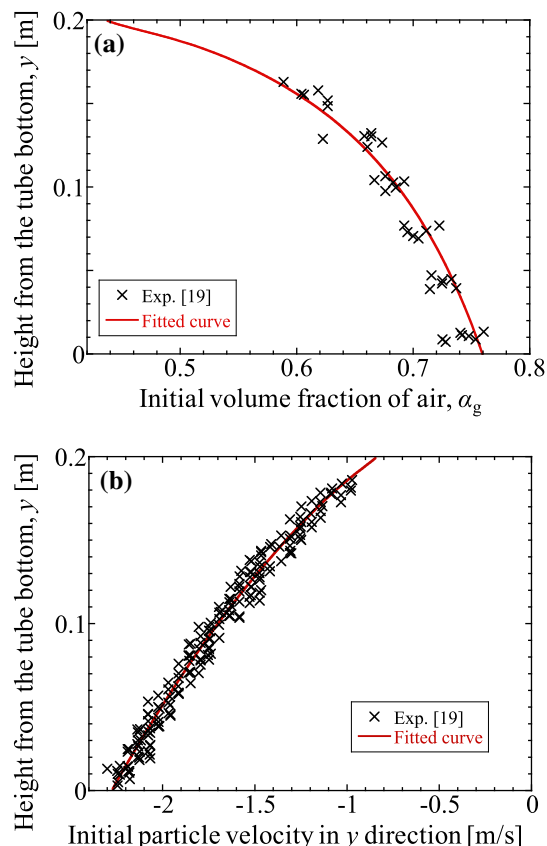 (a)
Height from the tube bottom, y [m]
0.2
0.1
0
× Exp. [19]
Fitted curve
0.5 0.6 0.7 0.8
Initial volume fraction of air, αg
(b)
Height from the tube bottom, y [m]
0.2
0.1
0
× Exp. [19]
Fitted curve
-2 -1.5 -1 -0.5 0
Initial particle velocity in y direction [m/s]